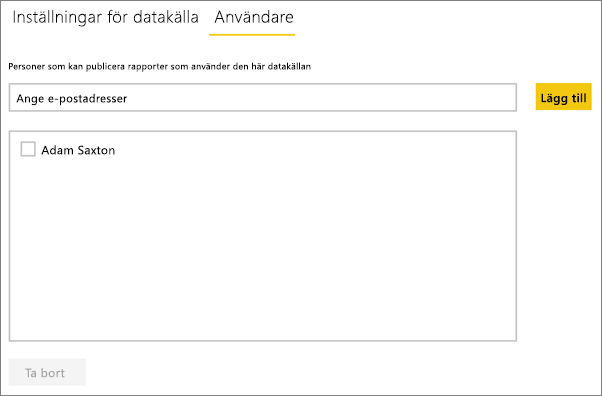 Inställningar för datakälla Användare
Personer som kan publicera rapporter som använder den här datakällan
Ange e-postadresser
Lägg till
Adam Saxton
Ta bort